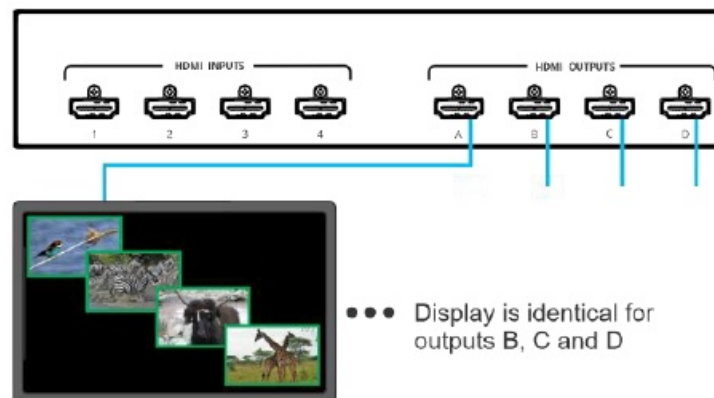 HDMI INPUTS
HDMI OUTPUTS
1 2 3 4 A B C D
Display is identical for
outputs B, C and D